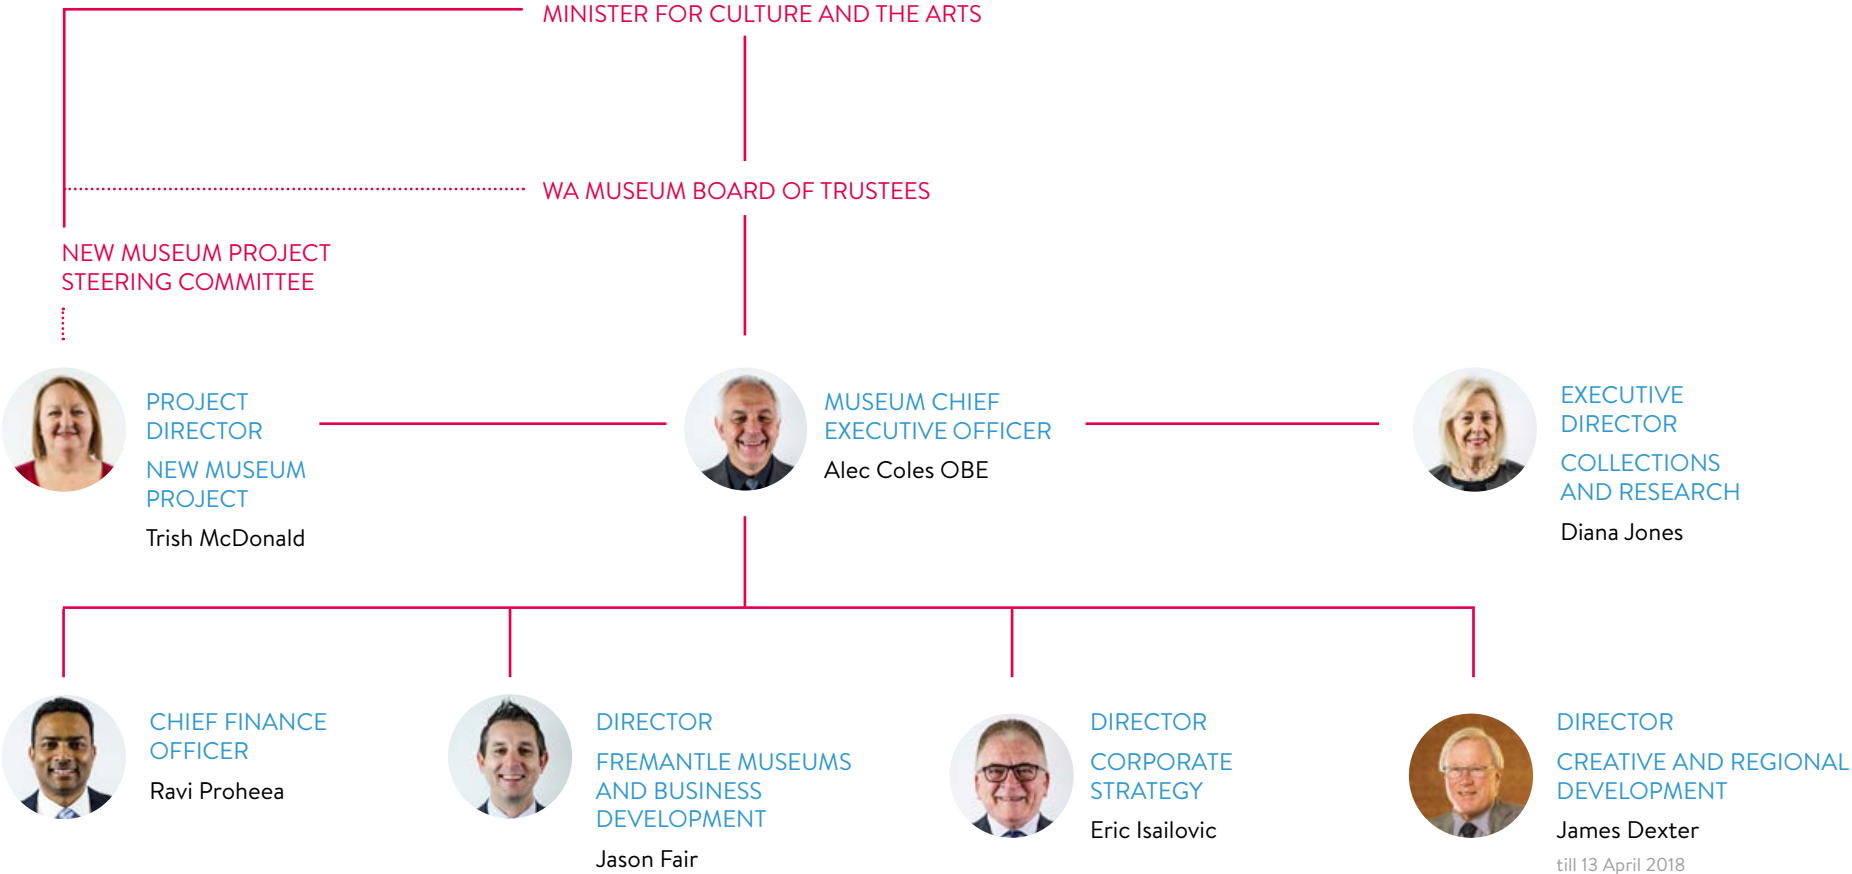 MINISTER FOR CULTURE AND THE ARTS
WA MUSEUM BOARD OF TRUSTEES
NEW MUSEUM PROJECT
STEERING COMMITTEE
PROJECT
DIRECTOR
NEW MUSEUM
PROJECT
Trish McDonald
MUSEUM CHIEF
EXECUTIVE OFFICER
Alec Coles OBE
EXECUTIVE
DIRECTOR
COLLECTIONS
AND RESEARCH
Diana Jones
CHIEF FINANCE
OFFICER
Ravi Proheea
DIRECTOR
FREMANTLE MUSEUMS
AND BUSINESS
DEVELOPMENT
Jason Fair
DIRECTOR
CORPORATE
STRATEGY
Eric Isailovic
DIRECTOR
CREATIVE AND REGIONAL
DEVELOPMENT
James Dexter
till 13 April 2018